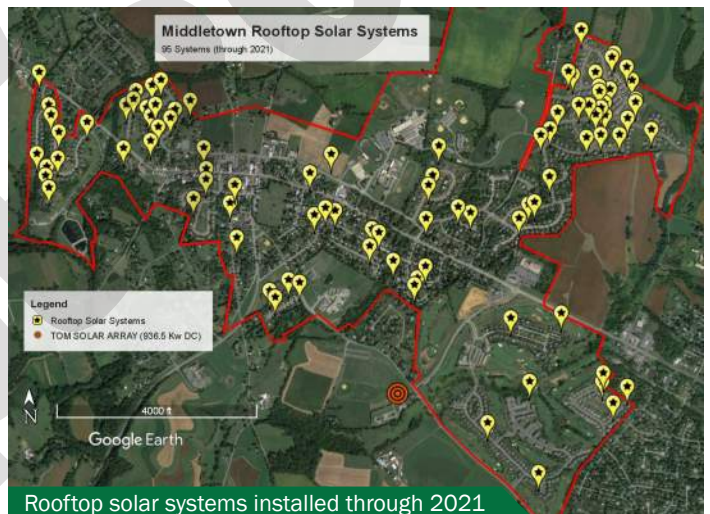 Middletown Rooftop Solar Systems
95 Systems (through 2021)
Legend
Rooftop Solar Systems
TOM SOLAR ARRAY (936.5 Kw DC)
N
4000 ft
Google Earth
Rooftop solar systems installed through 2021